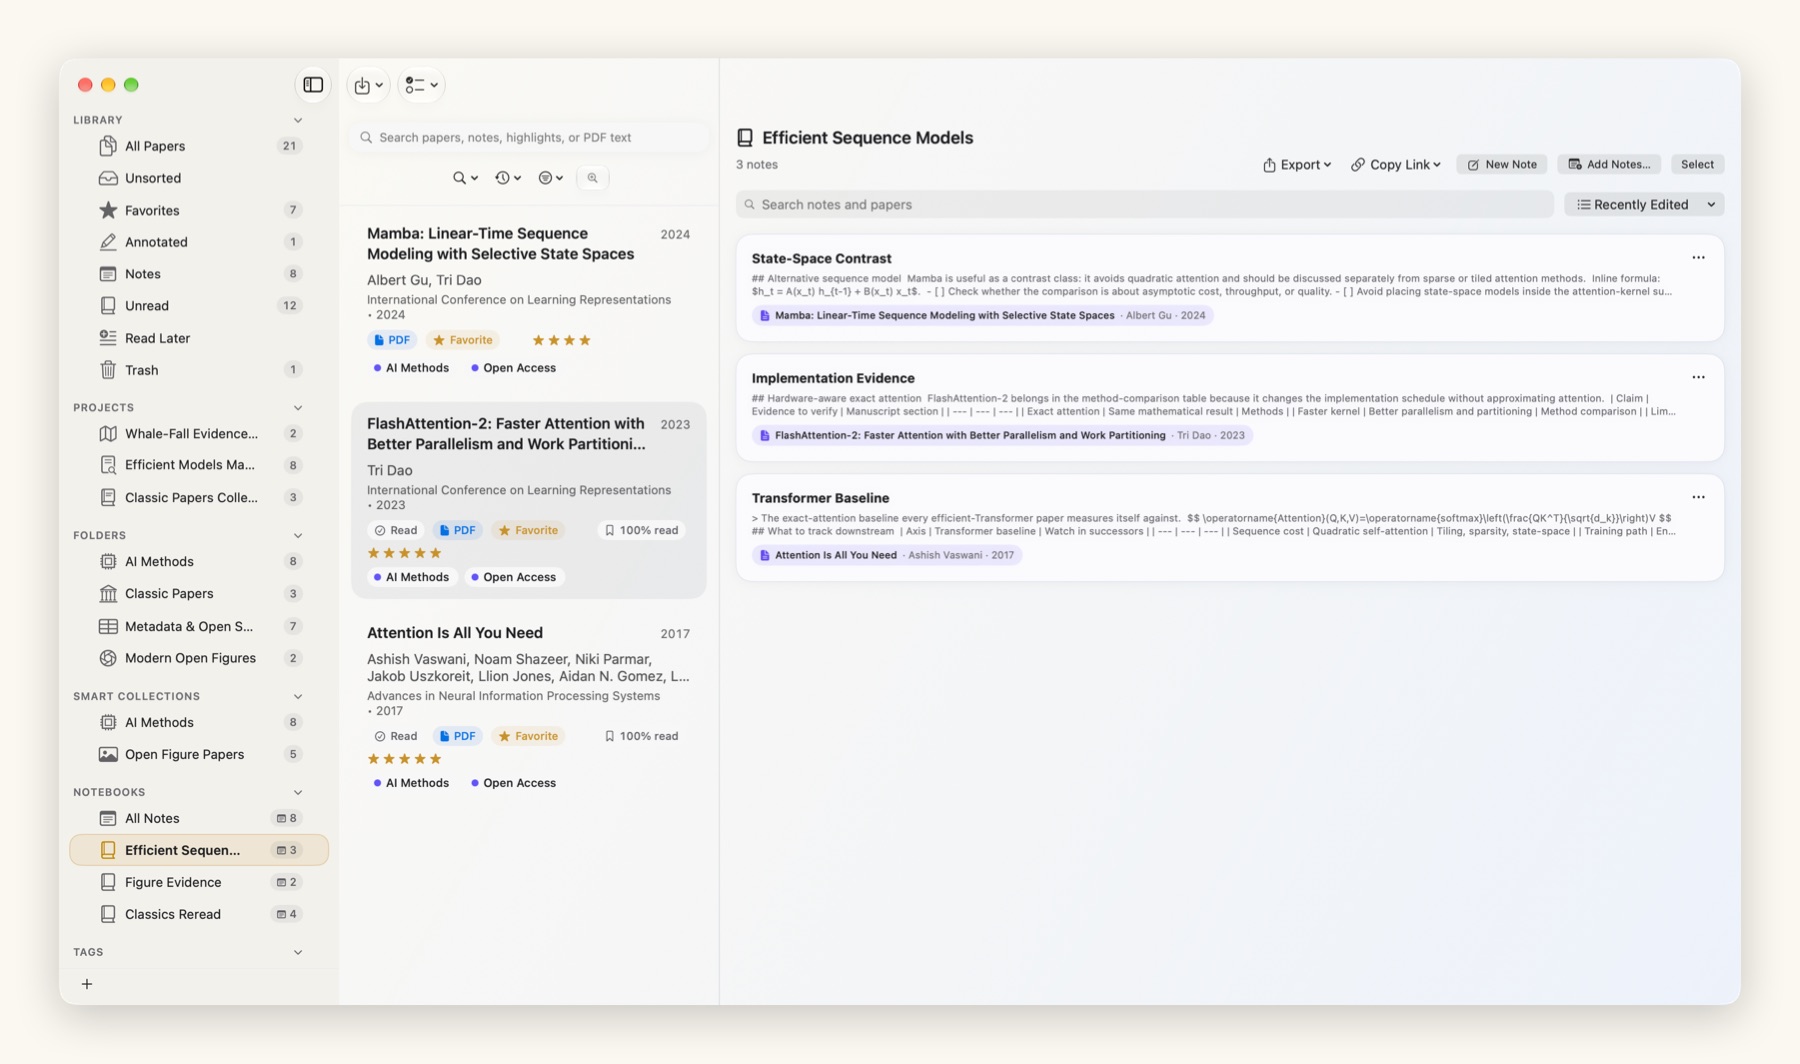 LIBRARY
All Papers 21
Unsorted
Favorites 7
Annotated 1
Notes 8
Unread 12
Read Later
Trash 1
PROJECTS
Whale-Fall Evidence... 2
Efficient Models Ma... 8
Classic Papers Colle... 3
FOLDERS
AI Methods 8
Classic Papers 3
Metadata & Open S... 7
Modern Open Figures 2
SMART COLLECTIONS
AI Methods 8
Open Figure Papers 5
NOTEBOOKS
All Notes 8
Efficient Sequen... 3
Figure Evidence 2
Classics Reread 4
TAGS
+
Search papers, notes, highlights, or PDF text
Mamba: Linear-Time Sequence 2024
Modeling with Selective State Spaces
Albert Gu, Tri Dao
International Conference on Learning Representations
• 2024
PDF Favorite
AI Methods Open Access
FlashAttention-2: Faster Attention with 2023
Better Parallelism and Work Partitioni...
Tri Dao
International Conference on Learning Representations
• 2023
Read PDF Favorite 100% read
AI Methods Open Access
Attention Is All You Need 2017
Ashish Vaswani, Noam Shazeer, Niki Parmar,
Jakob Uszkoreit, Llion Jones, Aidan N. Gomez, L...
Advances in Neural Information Processing Systems
• 2017
Read PDF Favorite 100% read
AI Methods Open Access
Efficient Sequence Models
3 notes Export Copy Link New Note Add Notes... Select
Search notes and papers Recently Edited
State-Space Contrast
## Alternative sequence model Mamba is useful as a contrast class: it avoids quadratic attention and should be discussed separately from sparse or tiled attention methods. Inline formula:
$h_t = A(x_t) h_{t-1} + B(x_t) x_t$. - [ ] Check whether the comparison is about asymptotic cost, throughput, or quality. - [ ] Avoid placing state-space models inside the attention-kernel su...
Mamba: Linear-Time Sequence Modeling with Selective State Spaces · Albert Gu · 2024
Implementation Evidence
## Hardware-aware exact attention FlashAttention-2 belongs in the method-comparison table because it changes the implementation schedule without approximating attention. | Claim |
Evidence to verify | Manuscript section | | --- | --- | --- | | Exact attention | Same mathematical result | Methods | | Faster kernel | Better parallelism and partitioning | Method comparison | | Lim...
FlashAttention-2: Faster Attention with Better Parallelism and Work Partitioning · Tri Dao · 2023
Transformer Baseline
> The exact-attention baseline every efficient-Transformer paper measures itself against. $$ \operatorname{Attention}(Q,K,V)=\operatorname{softmax}\left(\frac{QK^T}{\sqrt{d_k}}\right)V $$
## What to track downstream | Axis | Transformer baseline | Watch in successors | | --- | --- | --- | | Sequence cost | Quadratic self-attention | Tiling, sparsity, state-space | | Training path | En...
Attention Is All You Need · Ashish Vaswani · 2017